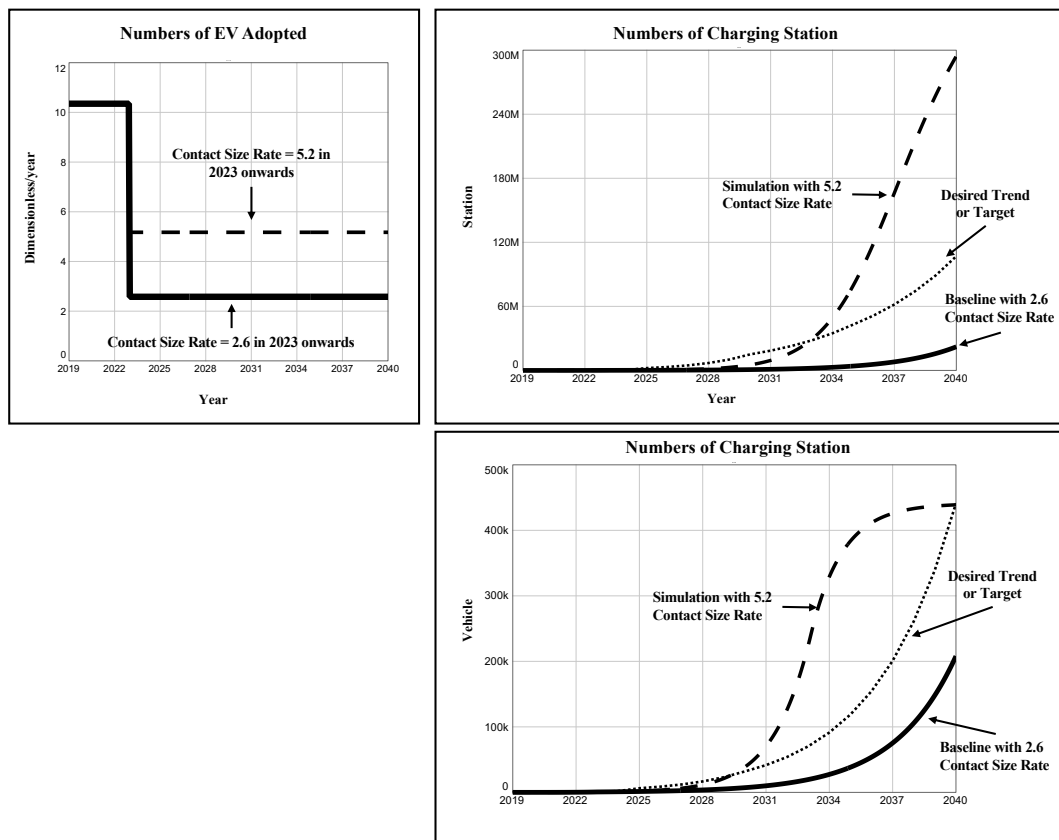 Numbers of EV Adopted
12
10
8
6
4
2
0
Dimensionless/year
Contact Size Rate = 5.2 in
2023 onwards
Contact Size Rate = 2.6 in 2023 onwards
2019 2022 2025 2028 2031 2034 2037 2040
Year
Numbers of Charging Station
300M
240M
180M
120M
60M
0
Station
Simulation with 5.2
Contact Size Rate
Desired Trend
or Target
Baseline with 2.6
Contact Size Rate
2019 2022 2025 2028 2031 2034 2037 2040
Year
Numbers of Charging Station
500k
400k
300k
200k
100k
0
Vehicle
Simulation with 5.2
Contact Size Rate
Desired Trend
or Target
Baseline with 2.6
Contact Size Rate
2019 2022 2025 2028 2031 2034 2037 2040